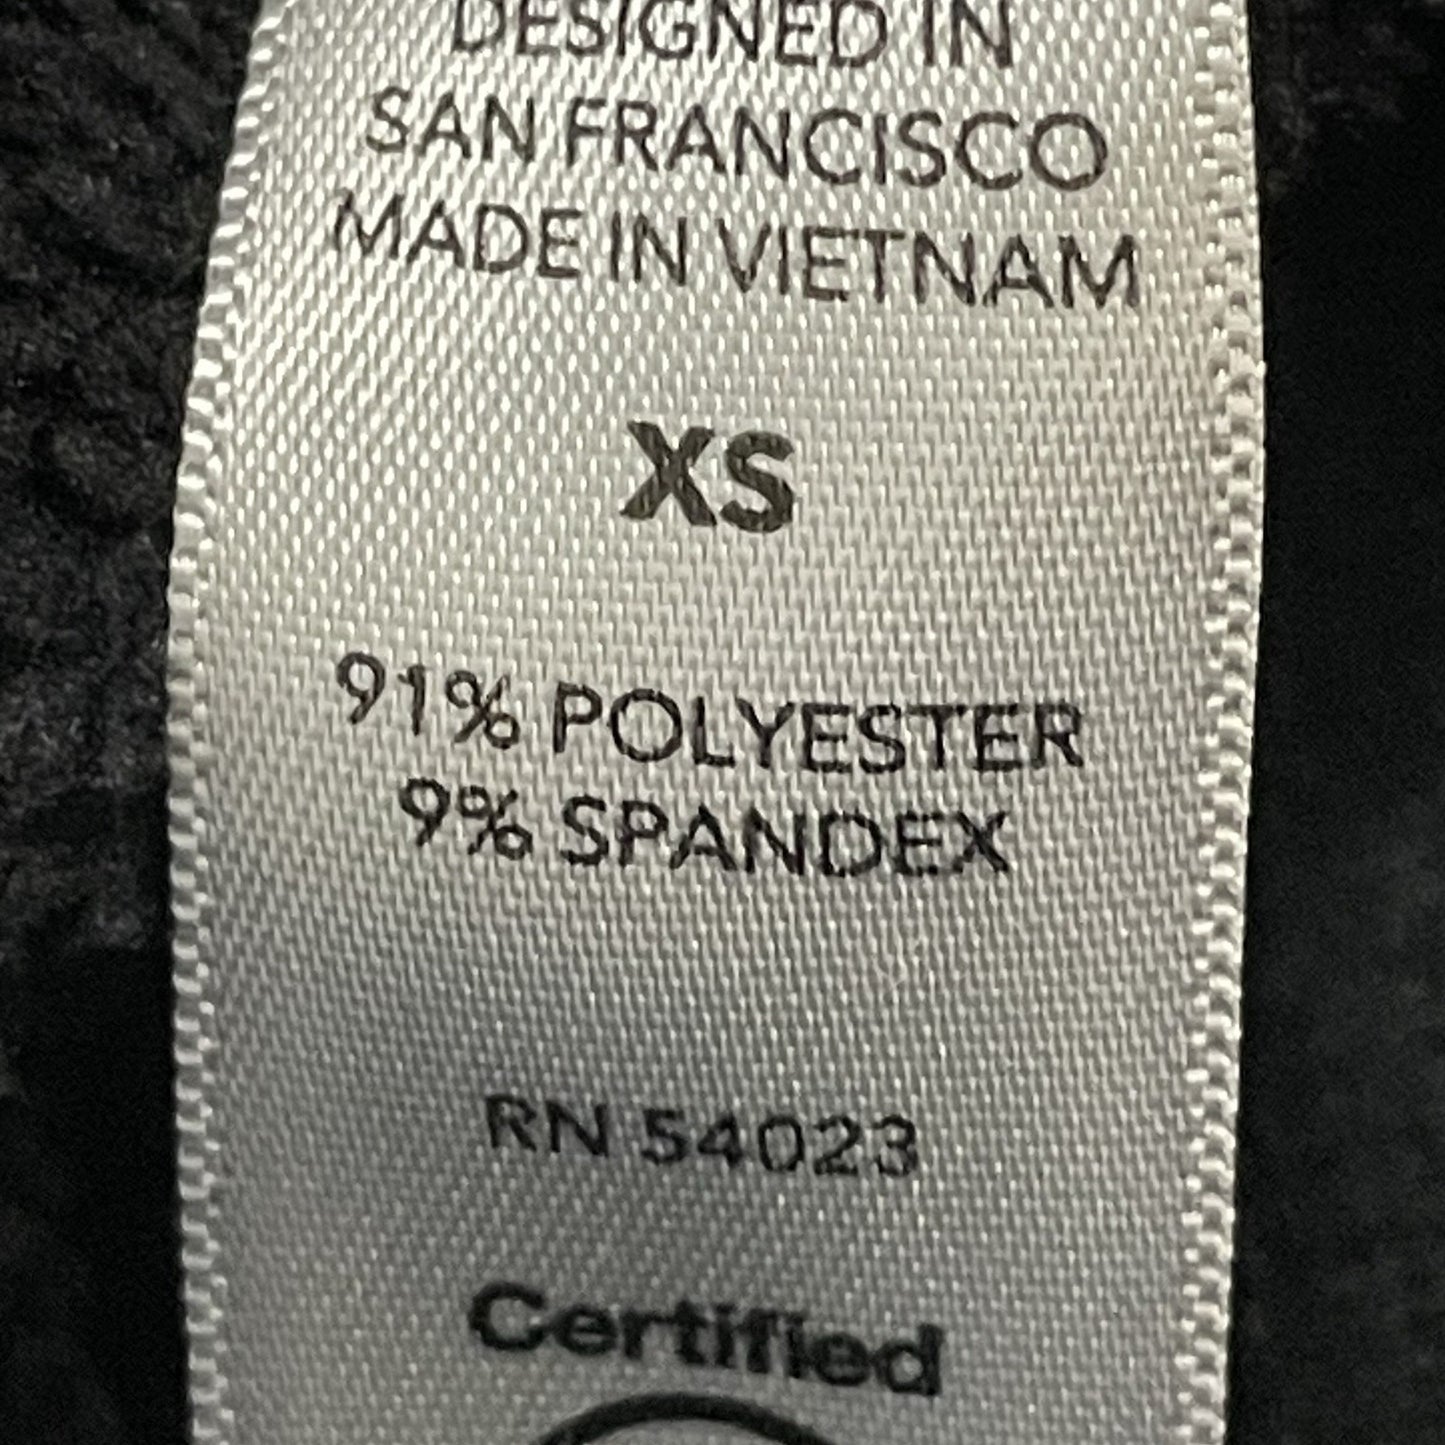 DESIGNED IN
SAN FRANCISCO
MADE IN VIETNAM
XS
91% POLYESTER
9% SPANDEX
RN 54023
Certified